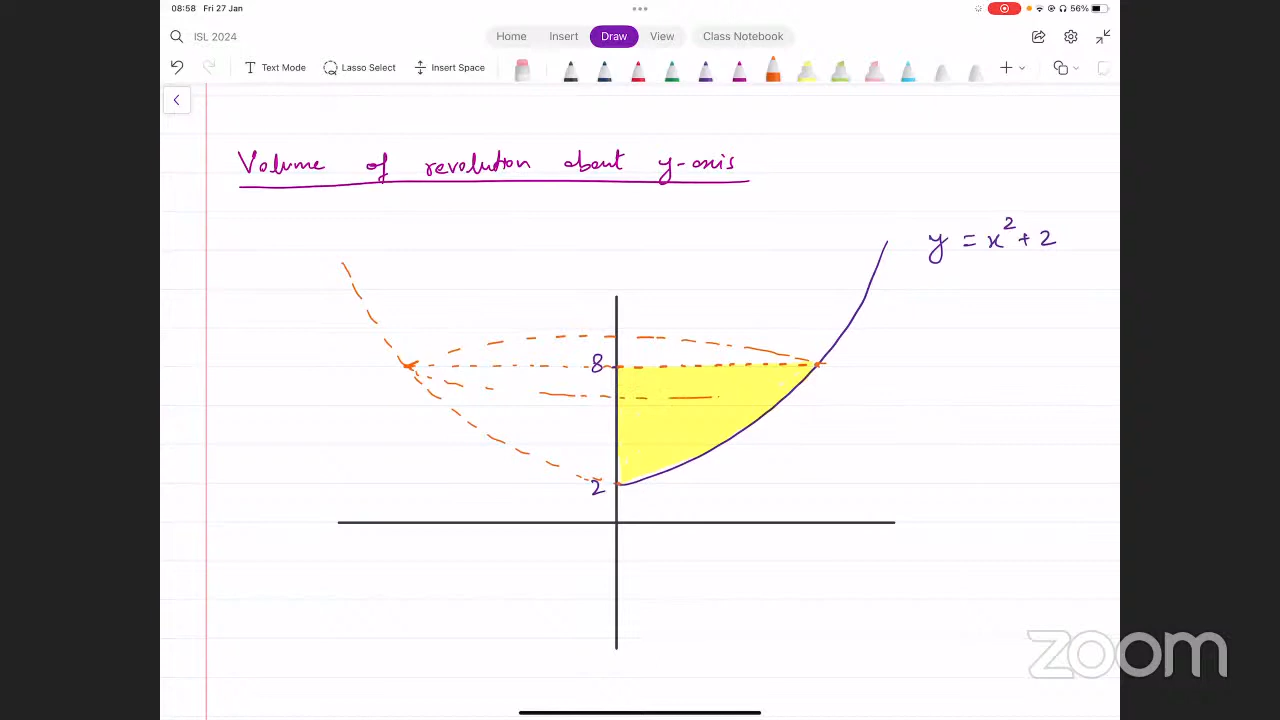 08:58 Fri 27 Jan
56%
ISL 2024
Home Insert Draw View Class Notebook
Text Mode Lasso Select Insert Space
Volume of revolution about y-axis
y = x² + 2
8
2
zoom